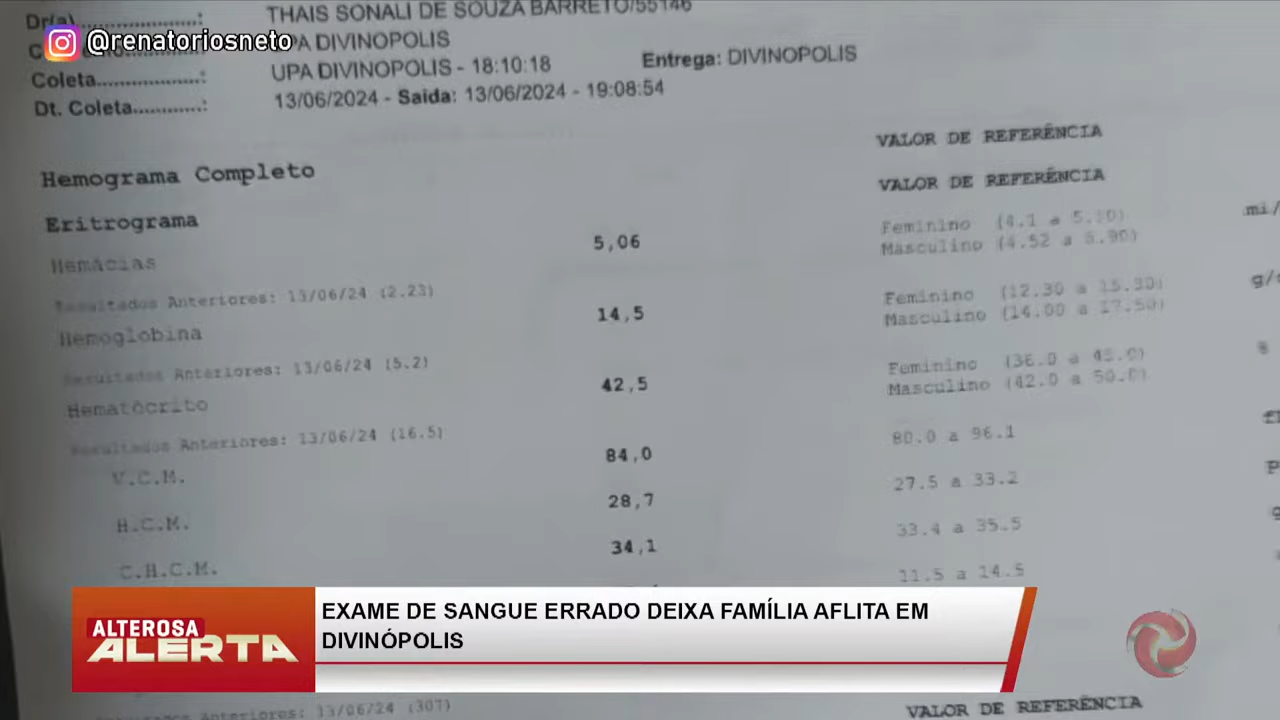 Dr(a)..................: THAIS SONALI DE SOUZA BARRETO/55146
@renatoriosneto
UPA DIVINOPOLIS
Coleta..................: UPA DIVINOPOLIS - 18:10:18 Entrega: DIVINOPOLIS
Dt. Coleta............: 13/06/2024 - Saída: 13/06/2024 - 19:08:54
VALOR DE REFERÊNCIA
Hemograma Completo
VALOR DE REFERÊNCIA
Eritrograma
Hemácias 5,06 Feminino (4.1 a 5.10) mi/
Masculino (4.52 a 5.90)
Resultados Anteriores: 13/06/24 (2.23)
Hemoglobina 14,5 Feminino (12.30 a 15.30) g/
Masculino (14.00 a 17.50)
Resultados Anteriores: 13/06/24 (5.2)
Hematócrito 42,5 Feminino (36.0 a 45.0)
Masculino (42.0 a 50.0)
Resultados Anteriores: 13/06/24 (16.5)
V.C.M. 84,0 80.0 a 96.1
H.C.M. 28,7 27.5 a 33.2
C.H.C.M. 34,1 33.4 a 35.5
11.5 a 14.5
ALTEROSA
ALERTA
EXAME DE SANGUE ERRADO DEIXA FAMÍLIA AFLITA EM
DIVINÓPOLIS
Anteriores: 13/06/24 (307)
VALOR DE REFERÊNCIA